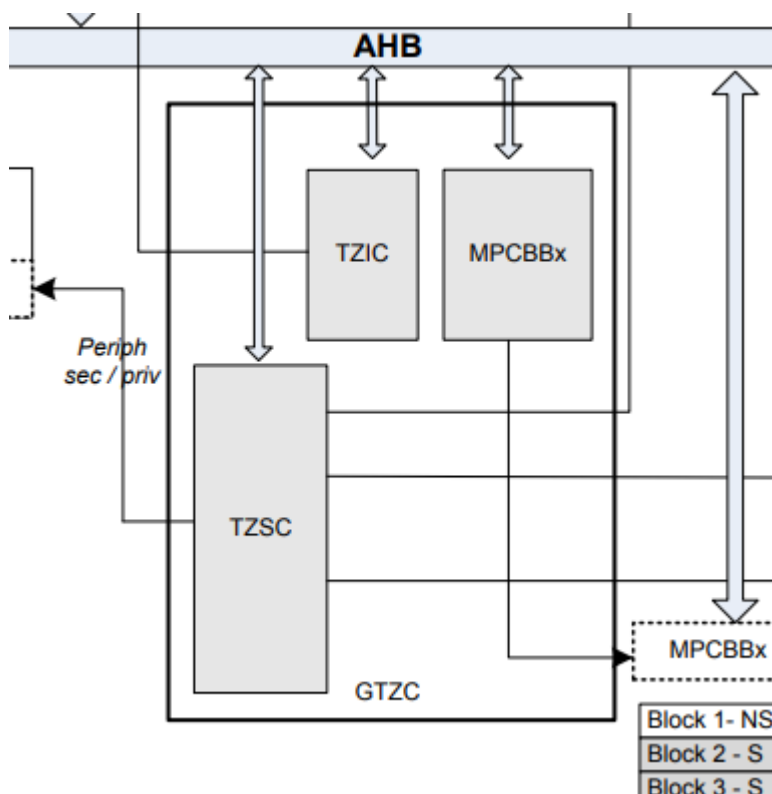 AHB
TZIC
MPCBBx
Periph
sec / priv
TZSC
MPCBBx
GTZC
Block 1- NS
Block 2 - S
Block 3 - S